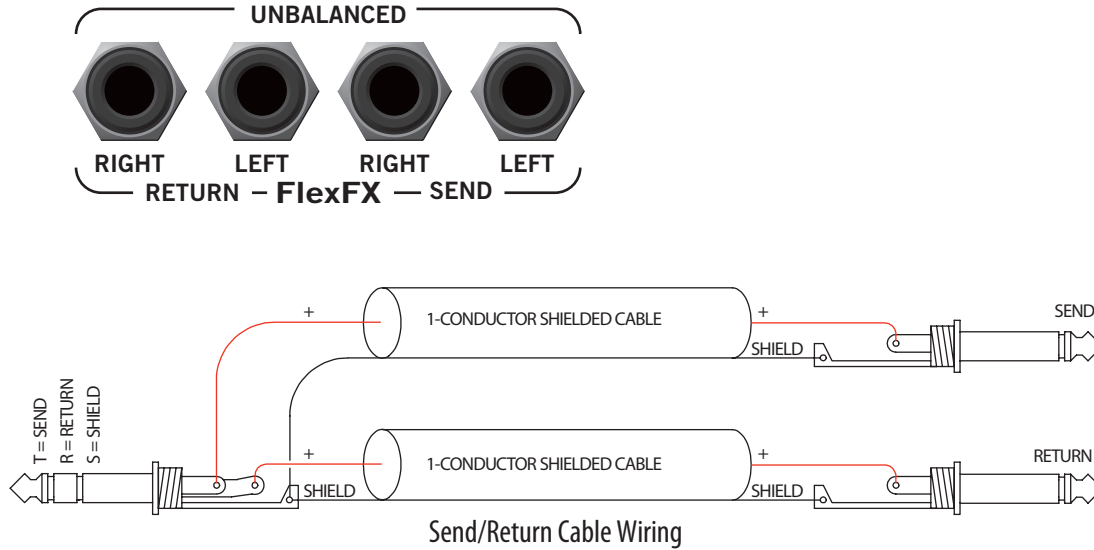 UNBALANCED
RIGHT LEFT RIGHT LEFT
RETURN – FlexFX — SEND
+ 1-CONDUCTOR SHIELDED CABLE + SEND
SHIELD
T = SEND
R = RETURN
S = SHIELD
+ 1-CONDUCTOR SHIELDED CABLE + RETURN
SHIELD SHIELD
Send/Return Cable Wiring